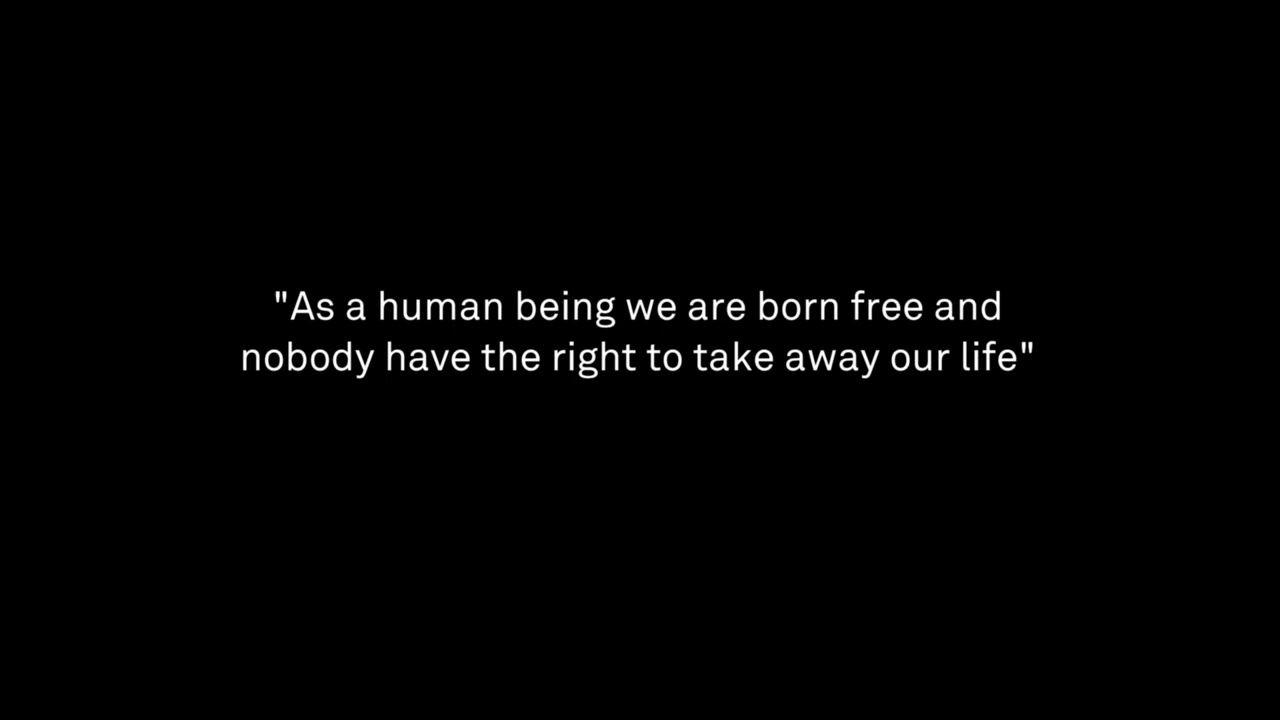 "As a human being we are born free and
nobody have the right to take away our life"